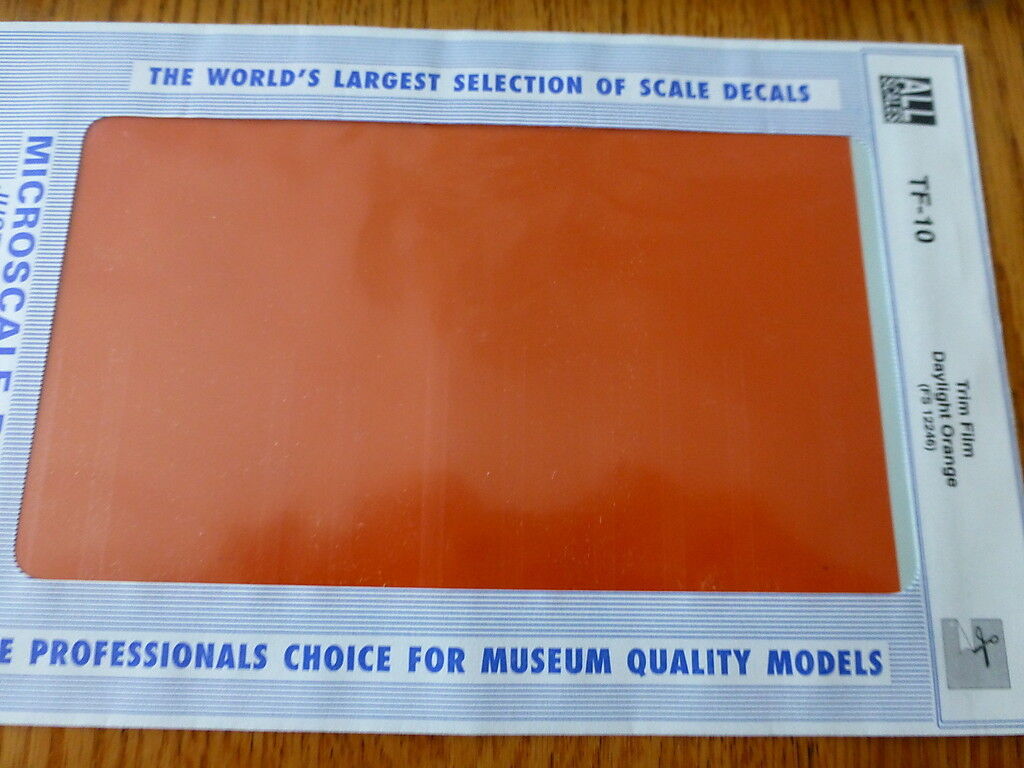 THE WORLD'S LARGEST SELECTION OF SCALE DECALS
MICROSCALE
ALL
SCALES
TF-10
Trim Film
Daylight Orange
(FS 12246)
PROFESSIONALS CHOICE FOR MUSEUM QUALITY MODELS